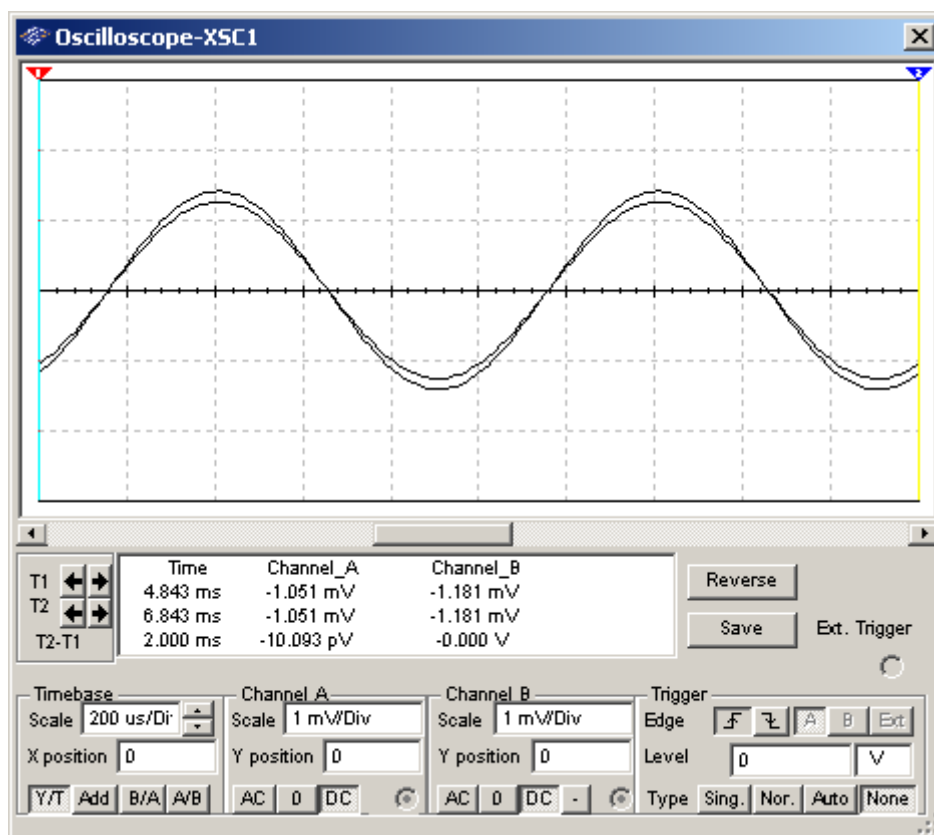 Oscilloscope-XSC1
1 2
T1
T2
T2-T1
Time Channel_A Channel_B
4.843 ms -1.051 mV -1.181 mV
6.843 ms -1.051 mV -1.181 mV
2.000 ms -10.093 pV -0.000 V
Reverse
Save
Ext. Trigger
Timebase
Scale 200 us/Di
X position 0
Y/T Add B/A A/B
Channel A
Scale 1 mV/Div
Y position 0
AC 0 DC
Channel B
Scale 1 mV/Div
Y position 0
AC 0 DC -
Trigger
Edge A B Ext
Level 0 V
Type Sing. Nor. Auto None